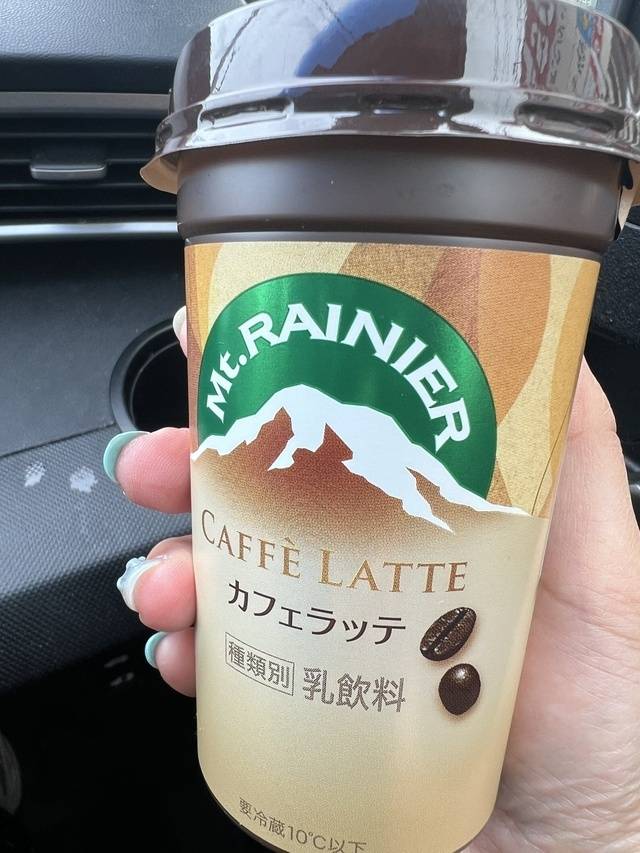 Mt. RAINIER
CAFFÈ LATTE
カフェラッテ
種類別 乳飲料
要冷蔵10℃以下